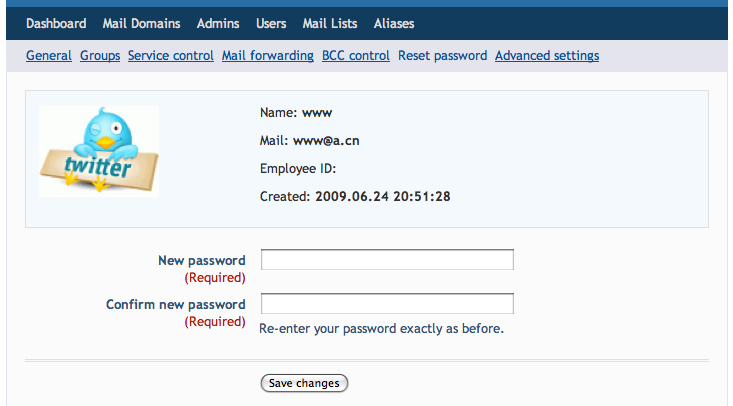 Dashboard Mail Domains Admins Users Mail Lists Aliases
General Groups Service control Mail forwarding BCC control Reset password Advanced settings
twitter
Name: www
Mail: www@a.cn
Employee ID:
Created: 2009.06.24 20:51:28
New password
(Required)
Confirm new password
(Required)
Re-enter your password exactly as before.
Save changes